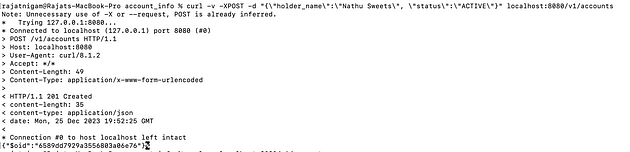 rajatnigam@Rajats-MacBook-Pro account_info % curl -v -XPOST -d "{\"holder_name\":\"Nathu Sweets\", \"status\":\"ACTIVE\"}" localhost:8080/v1/accounts
Note: Unnecessary use of -X or --request, POST is already inferred.
*   Trying 127.0.0.1:8080...
* Connected to localhost (127.0.0.1) port 8080 (#0)
> POST /v1/accounts HTTP/1.1
> Host: localhost:8080
> User-Agent: curl/8.1.2
> Accept: */*
> Content-Length: 49
> Content-Type: application/x-www-form-urlencoded
>
< HTTP/1.1 201 Created
< content-length: 35
< content-type: application/json
< date: Mon, 25 Dec 2023 19:52:25 GMT
<
* Connection #0 to host localhost left intact
{"$oid":"6589dd7929a3556803a06e76"}%